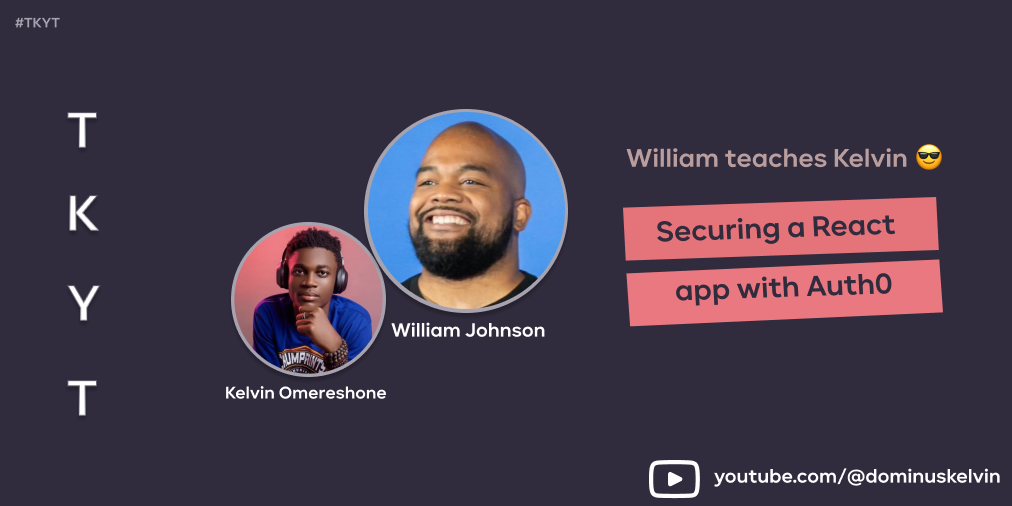 #TKYT
T
K
Y
T
William teaches Kelvin 😎
Securing a React
app with Auth0
William Johnson
Kelvin Omereshone
youtube.com/@dominuskelvin